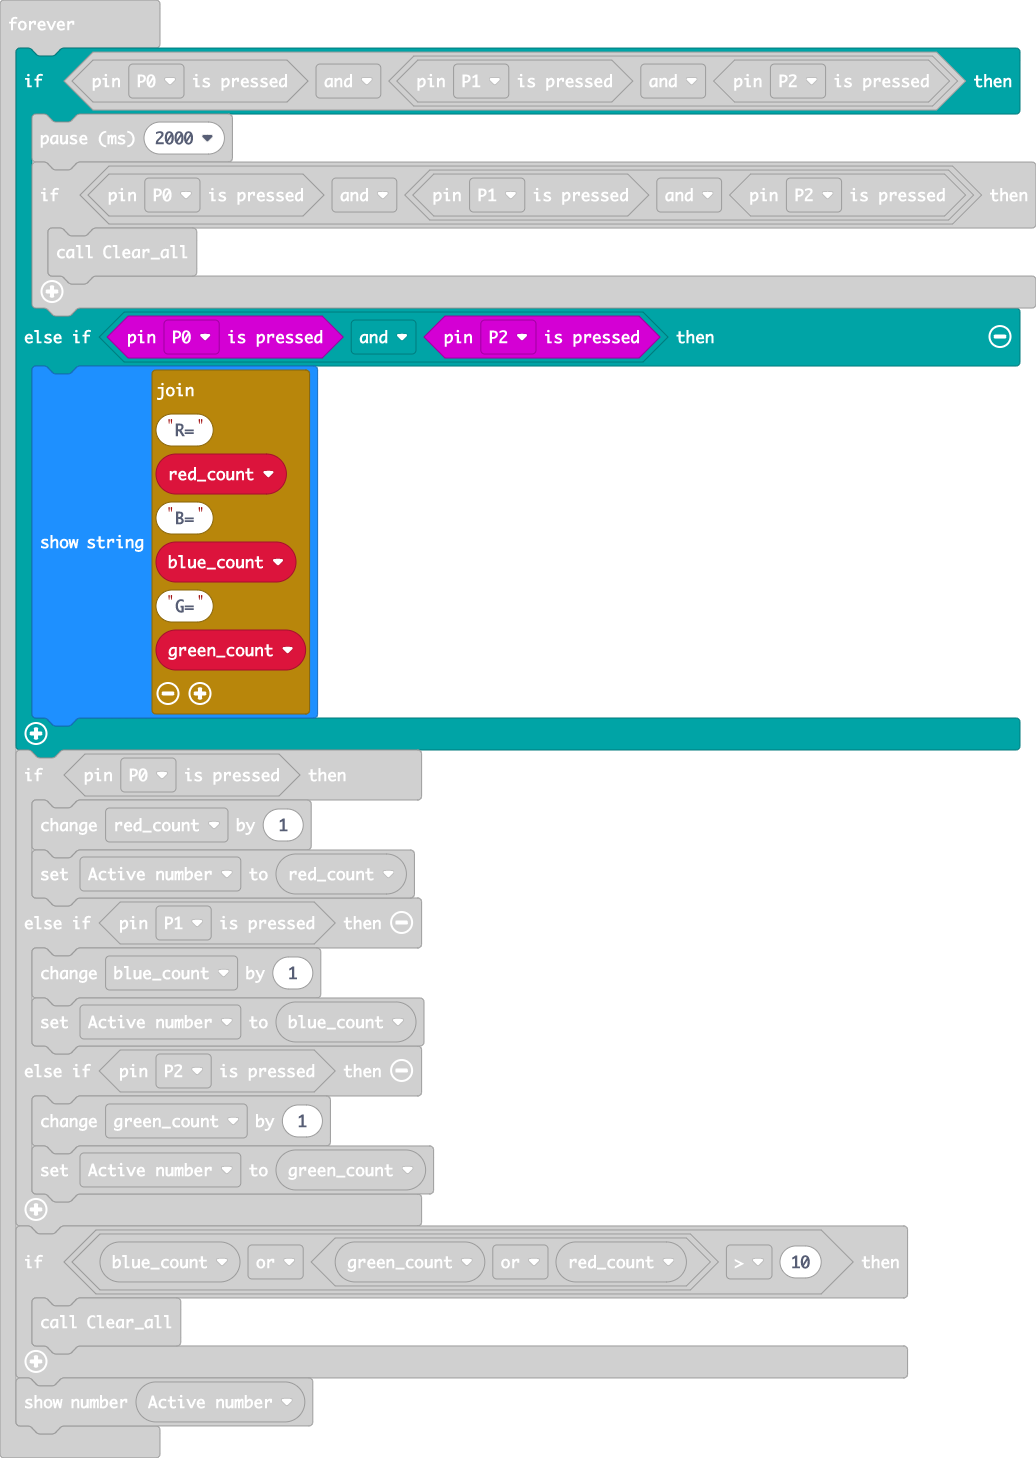 forever
if pin P0 is pressed and pin P1 is pressed and pin P2 is pressed then
pause (ms) 2000
if pin P0 is pressed and pin P1 is pressed and pin P2 is pressed then
call Clear_all
else if pin P0 is pressed and pin P2 is pressed then
join
"R="
red_count
"B="
show string
blue_count
"G="
green_count
if pin P0 is pressed then
change red_count by 1
set Active number to red_count
else if pin P1 is pressed then
change blue_count by 1
set Active number to blue_count
else if pin P2 is pressed then
change green_count by 1
set Active number to green_count
if blue_count or green_count or red_count > 10 then
call Clear_all
show number Active number